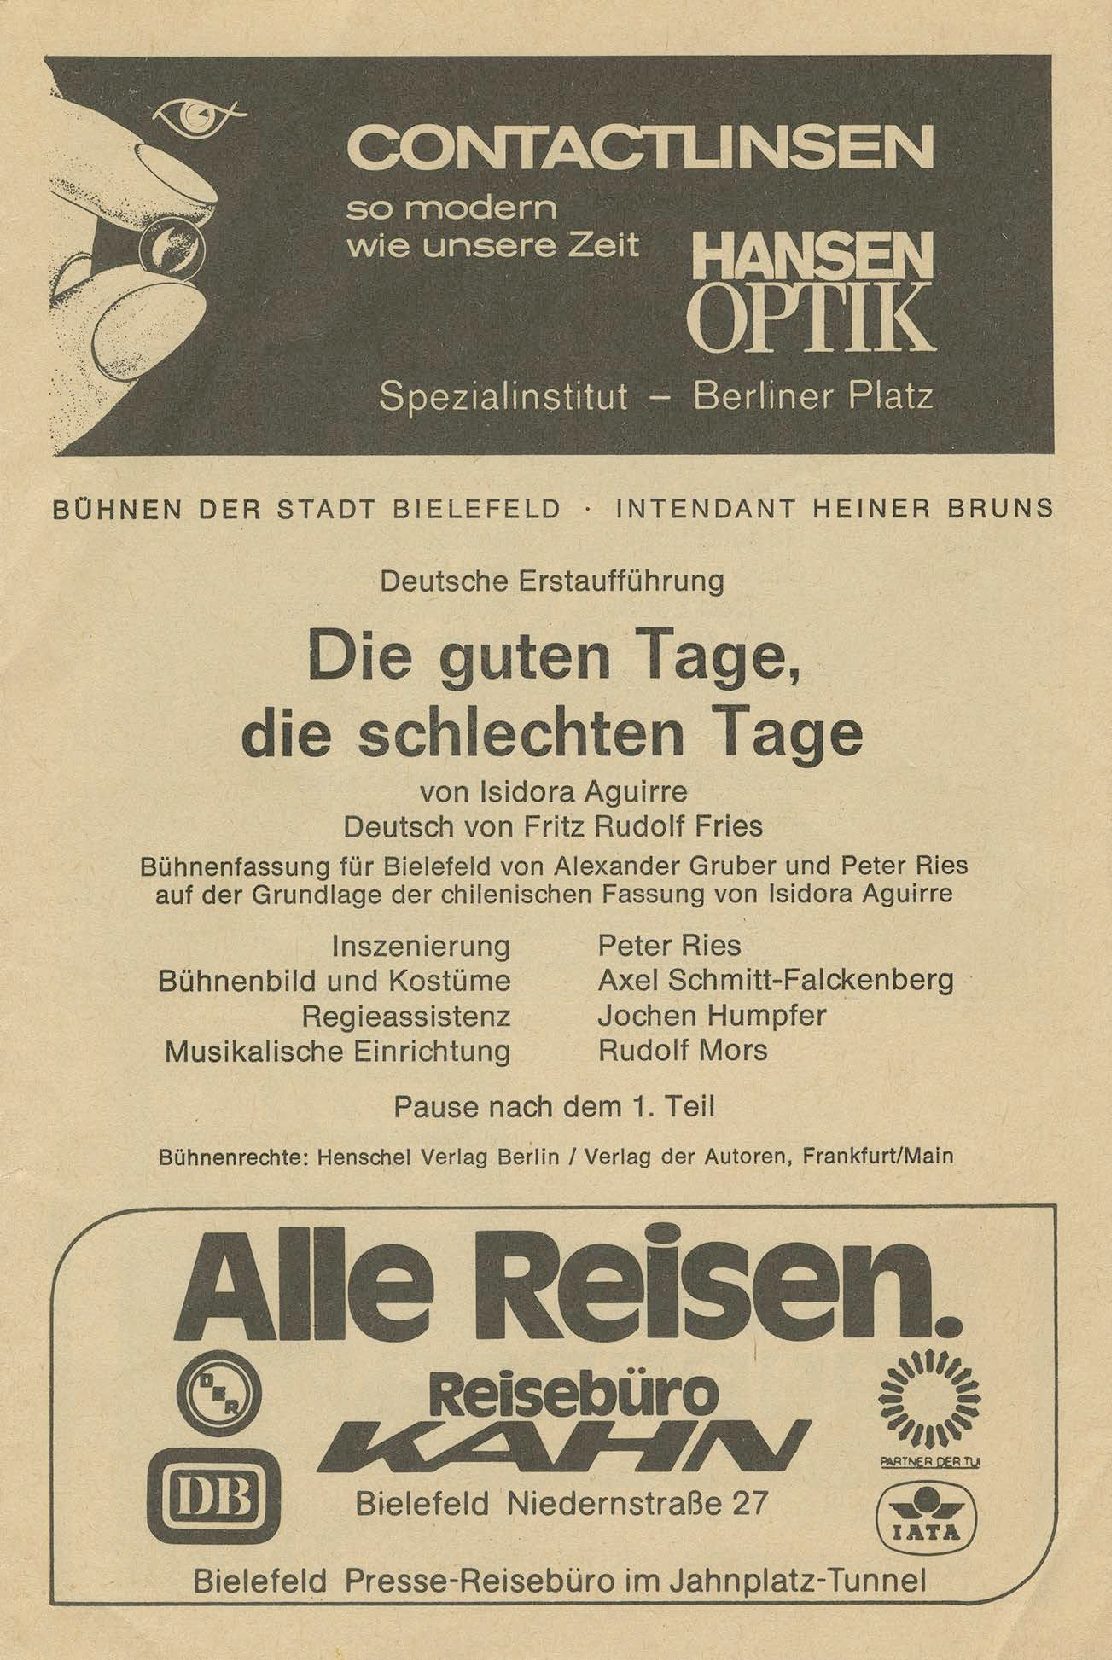 CONTACTLINSEN
so modern
wie unsere Zeit
HANSEN
OPTIK
Spezialinstitut – Berliner Platz
BÜHNEN DER STADT BIELEFELD · INTENDANT HEINER BRUNS
Deutsche Erstaufführung
Die guten Tage,
die schlechten Tage
von Isidora Aguirre
Deutsch von Fritz Rudolf Fries
Bühnenfassung für Bielefeld von Alexander Gruber und Peter Ries
auf der Grundlage der chilenischen Fassung von Isidora Aguirre
Inszenierung Peter Ries
Bühnenbild und Kostüme Axel Schmitt-Falckenberg
Regieassistenz Jochen Humpfer
Musikalische Einrichtung Rudolf Mors
Pause nach dem 1. Teil
Bühnenrechte: Henschel Verlag Berlin / Verlag der Autoren, Frankfurt/Main
Alle Reisen.
DER
Reisebüro
KAHN
PARTNER DER TUI
DB
Bielefeld Niedernstraße 27
IATA
Bielefeld Presse-Reisebüro im Jahnplatz-Tunnel